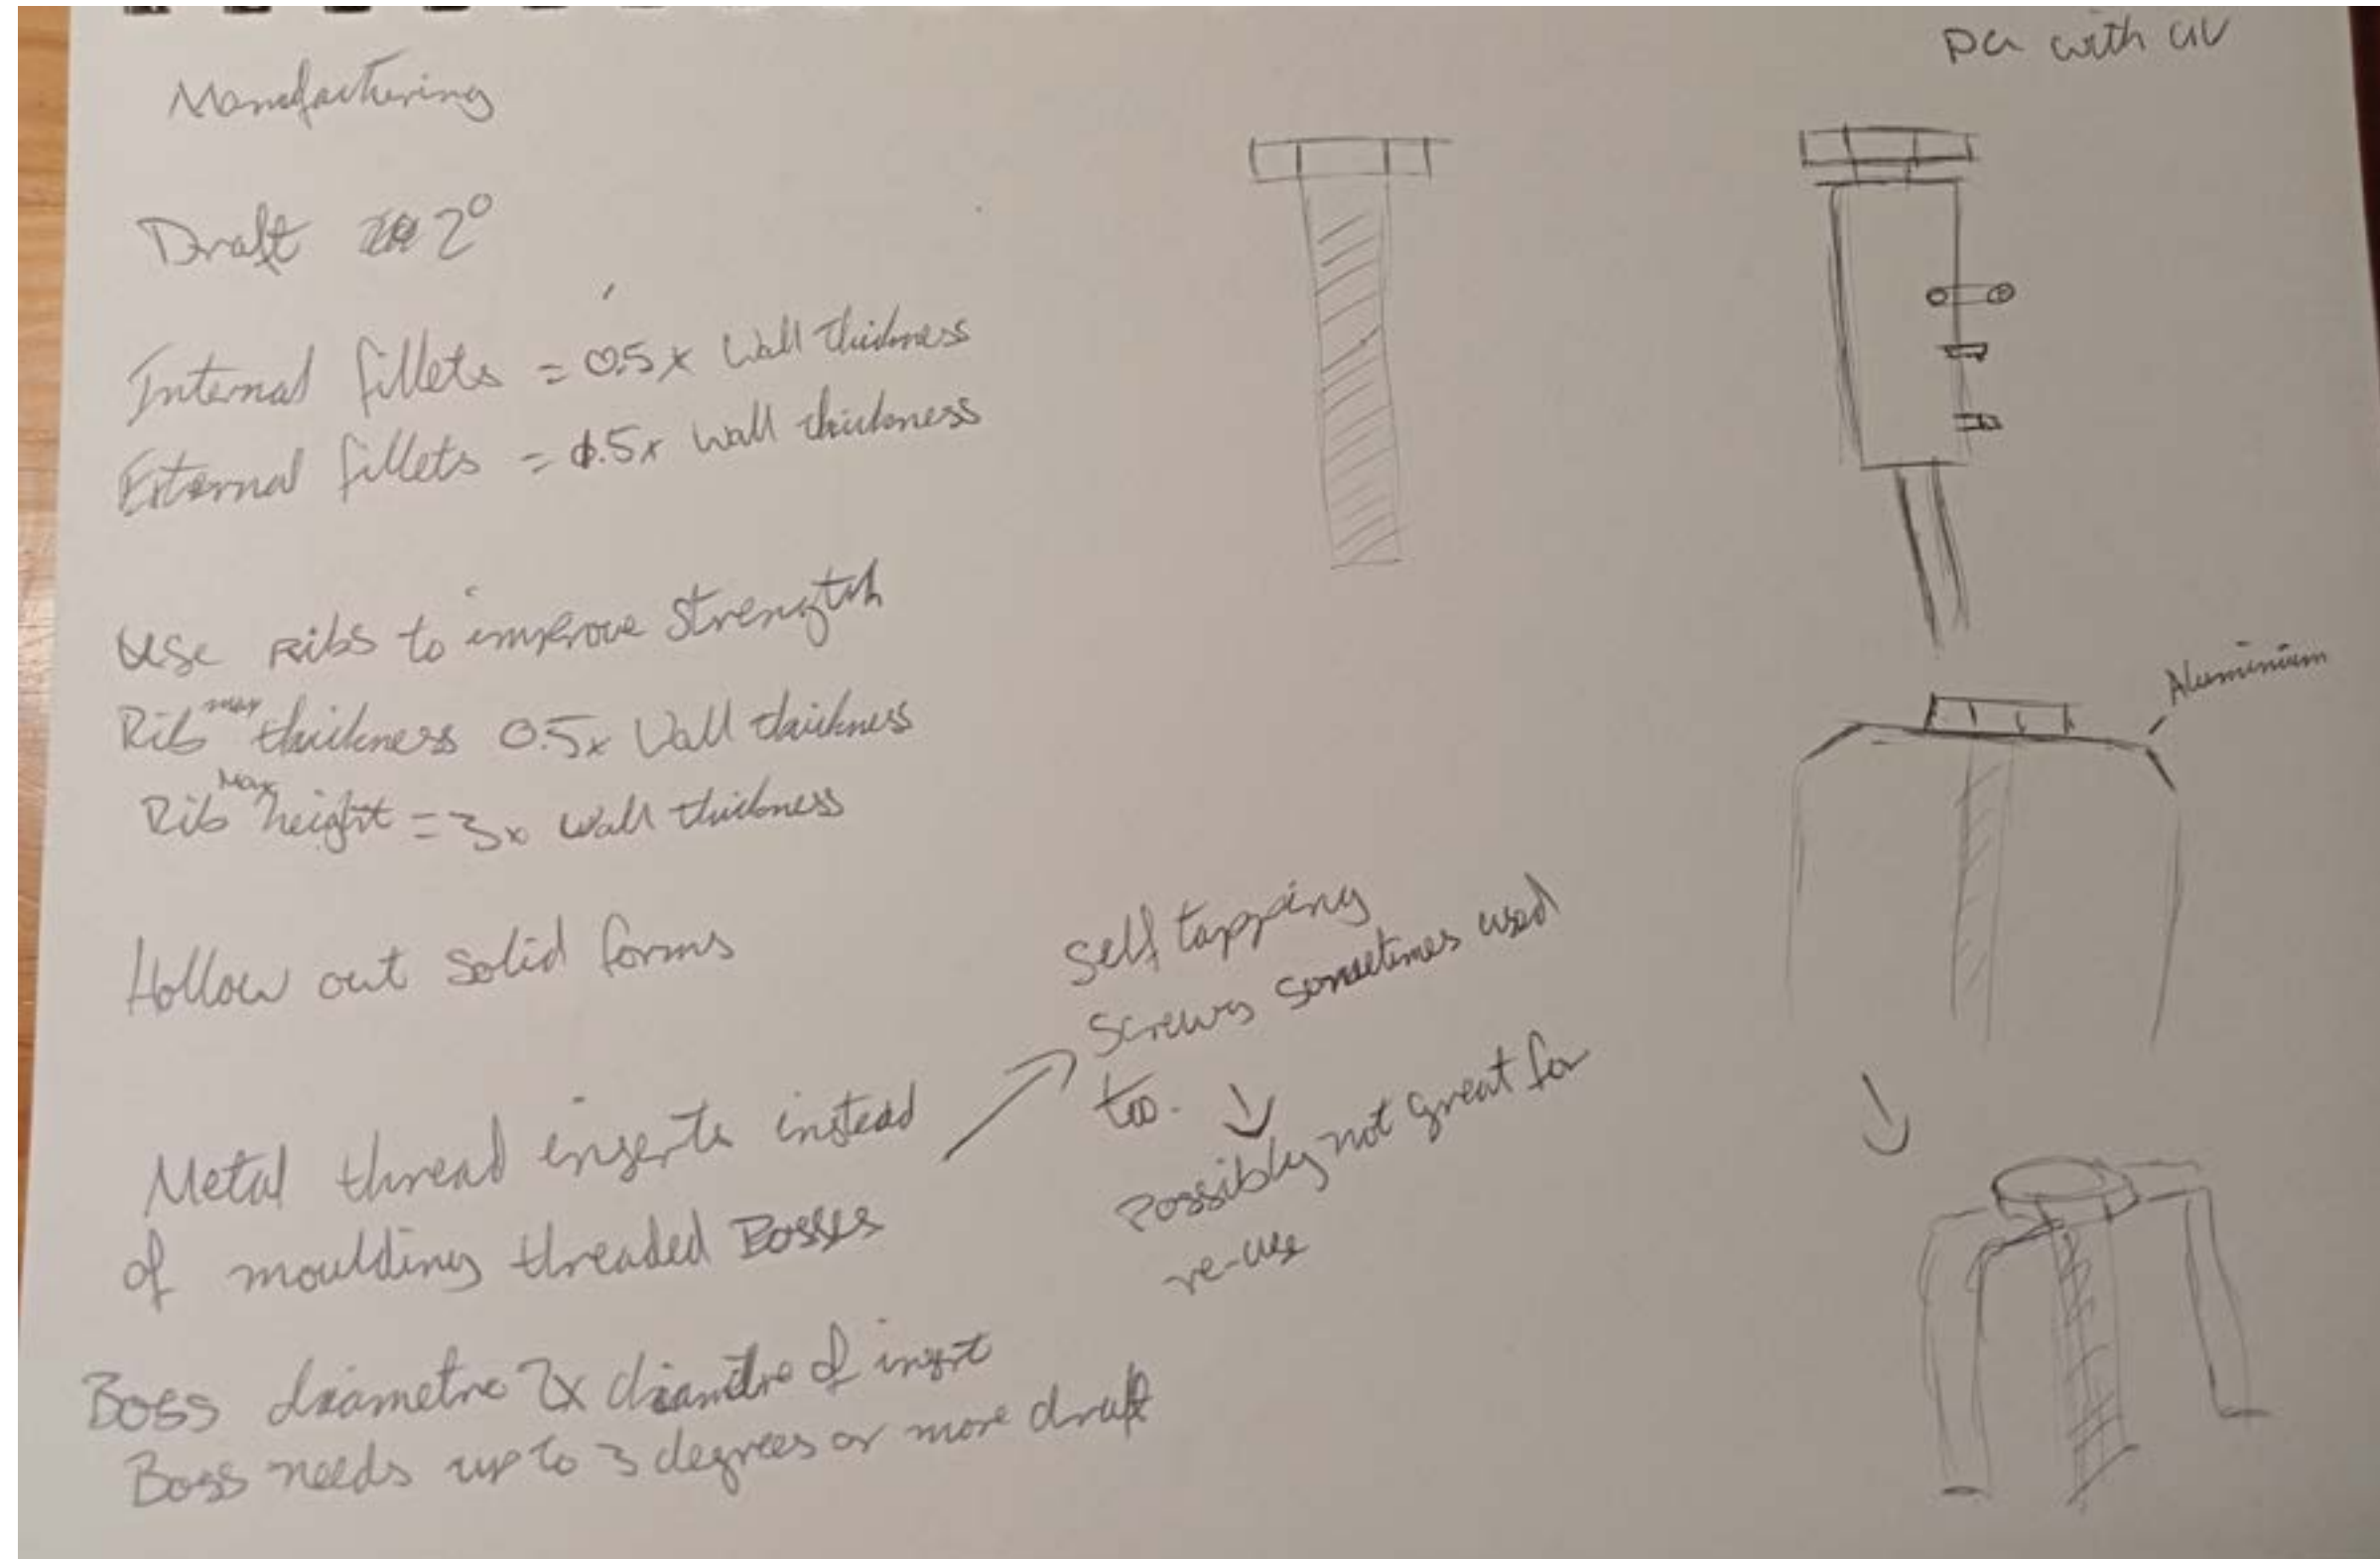 Manufacturing
Draft 2°
Internal fillets = 0.5 x Wall thickness
External fillets = 1.5x Wall thickness
Use Ribs to improve strength
Rib max thickness 0.5x Wall thickness
Rib Max height = 3x wall thickness
Hollow out solid forms
Metal thread inserts instead
of moulding threaded Bosses
Boss diametre 2x diametre of insert
Boss needs up to 3 degrees or more draft
Self tapping
Screws sometimes used
too.
Possibly not great for
re-use
with UV
Aluminium